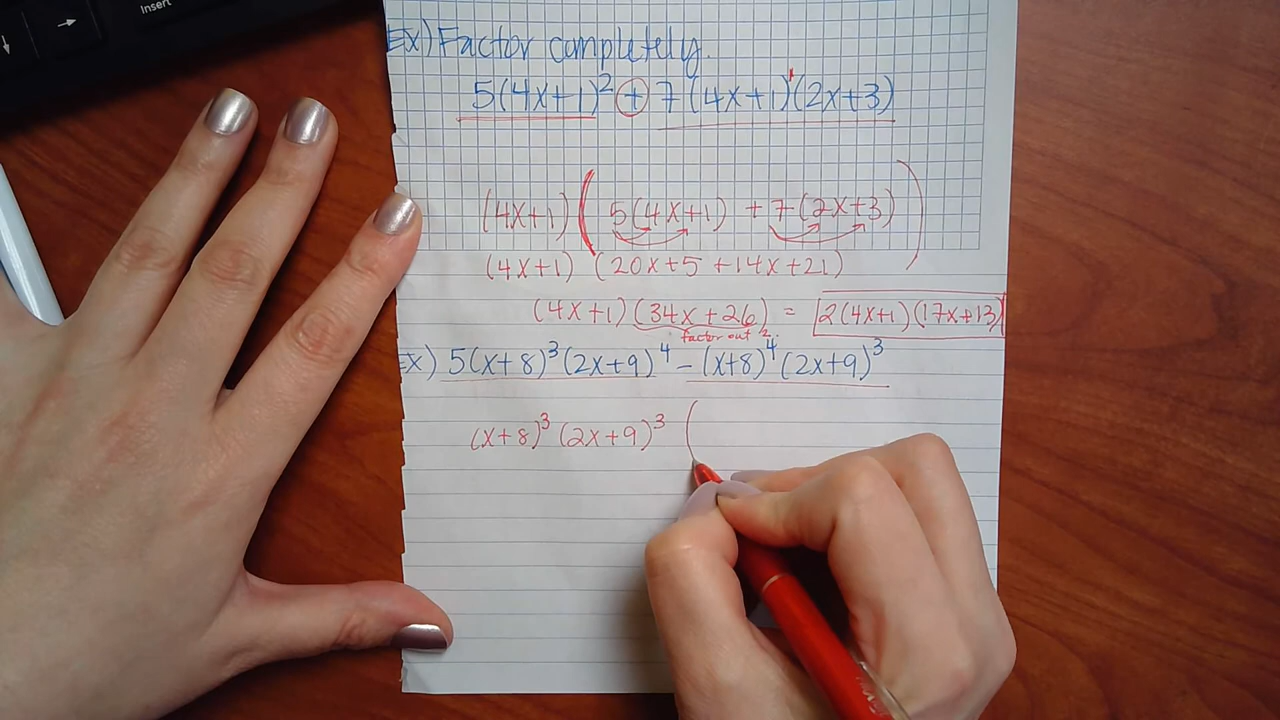 Insert
Ex) Factor completely.
5(4x+1)² + 7(4x+1)¹(2x+3)
(4x+1) ( 5(4x+1) + 7(2x+3) )
(4x+1) (20x+5 +14x+21)
(4x+1)(34x+26) = 2(4x+1)(17x+13)
factor out 2.
Ex) 5(x+8)³(2x+9)⁴ - (x+8)⁴(2x+9)³
(x+8)³ (2x+9)³ (